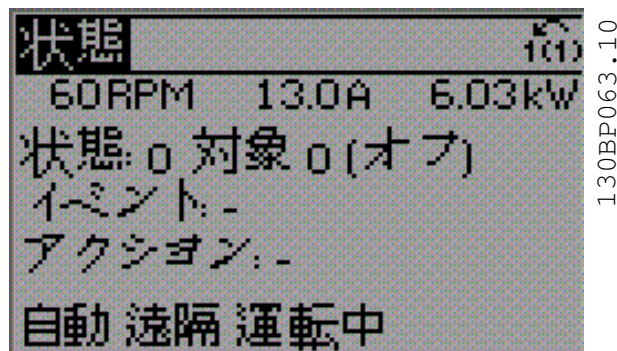 状態 1(1)
60RPM 13.0A 6.03kW
状態: 0 対象 0 (オフ)
イベント: -
アクション: -
自動 遠隔 運転中
130BP063.10